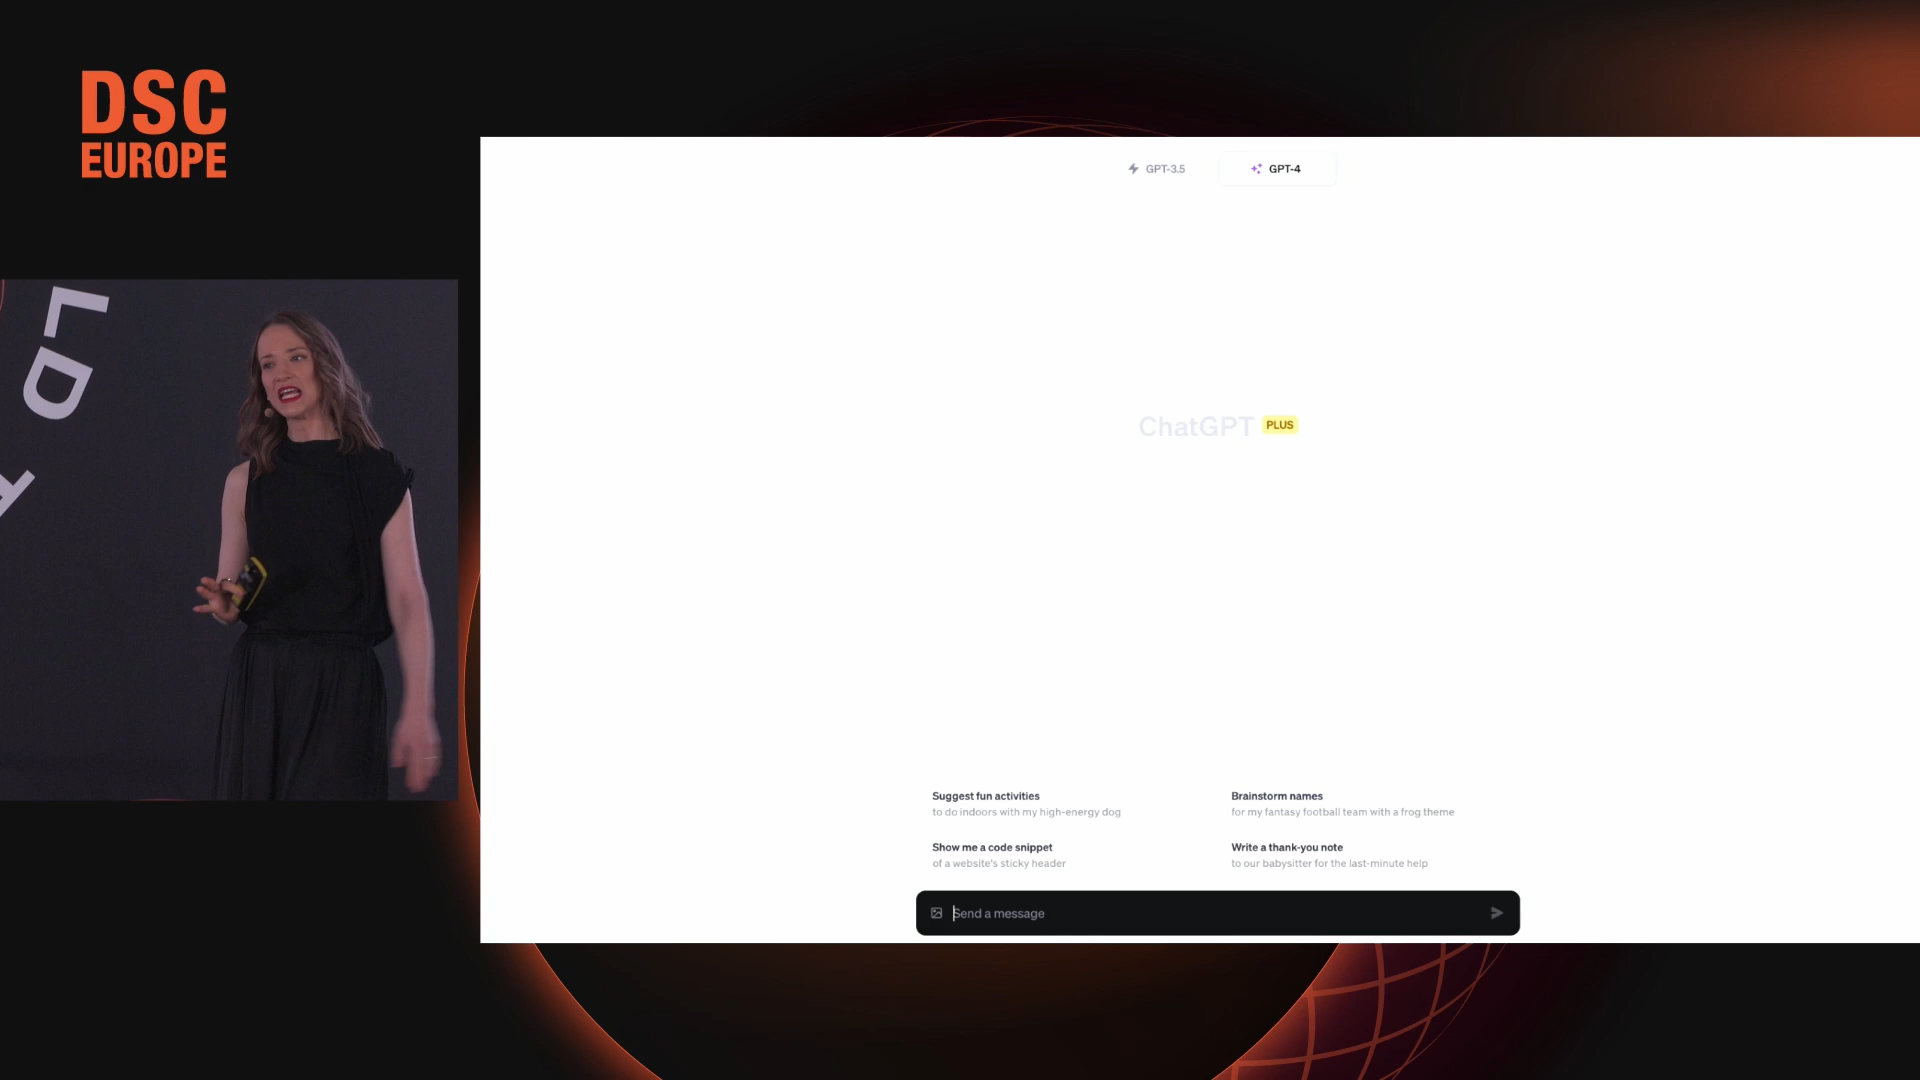 DSC
EUROPE
LD
GPT-3.5
GPT-4
ChatGPT PLUS
Suggest fun activities
to do indoors with my high-energy dog
Brainstorm names
for my fantasy football team with a frog theme
Show me a code snippet
of a website's sticky header
Write a thank-you note
to our babysitter for the last-minute help
Send a message